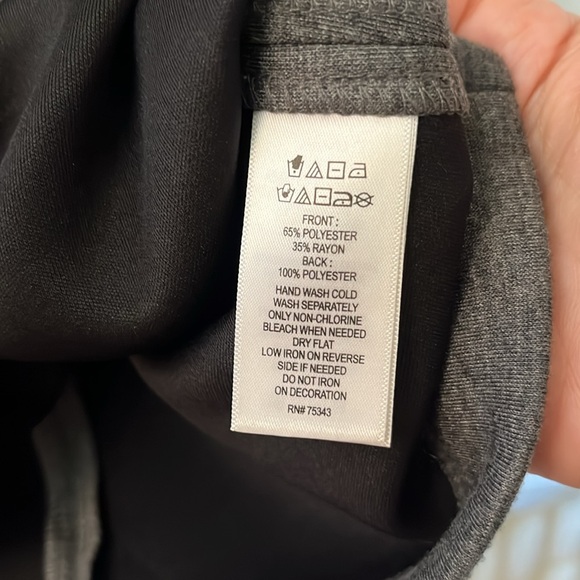 FRONT :
65% POLYESTER
35% RAYON
BACK :
100% POLYESTER
HAND WASH COLD
WASH SEPARATELY
ONLY NON-CHLORINE
BLEACH WHEN NEEDED
DRY FLAT
LOW IRON ON REVERSE
SIDE IF NEEDED
DO NOT IRON
ON DECORATION
RN# 75343